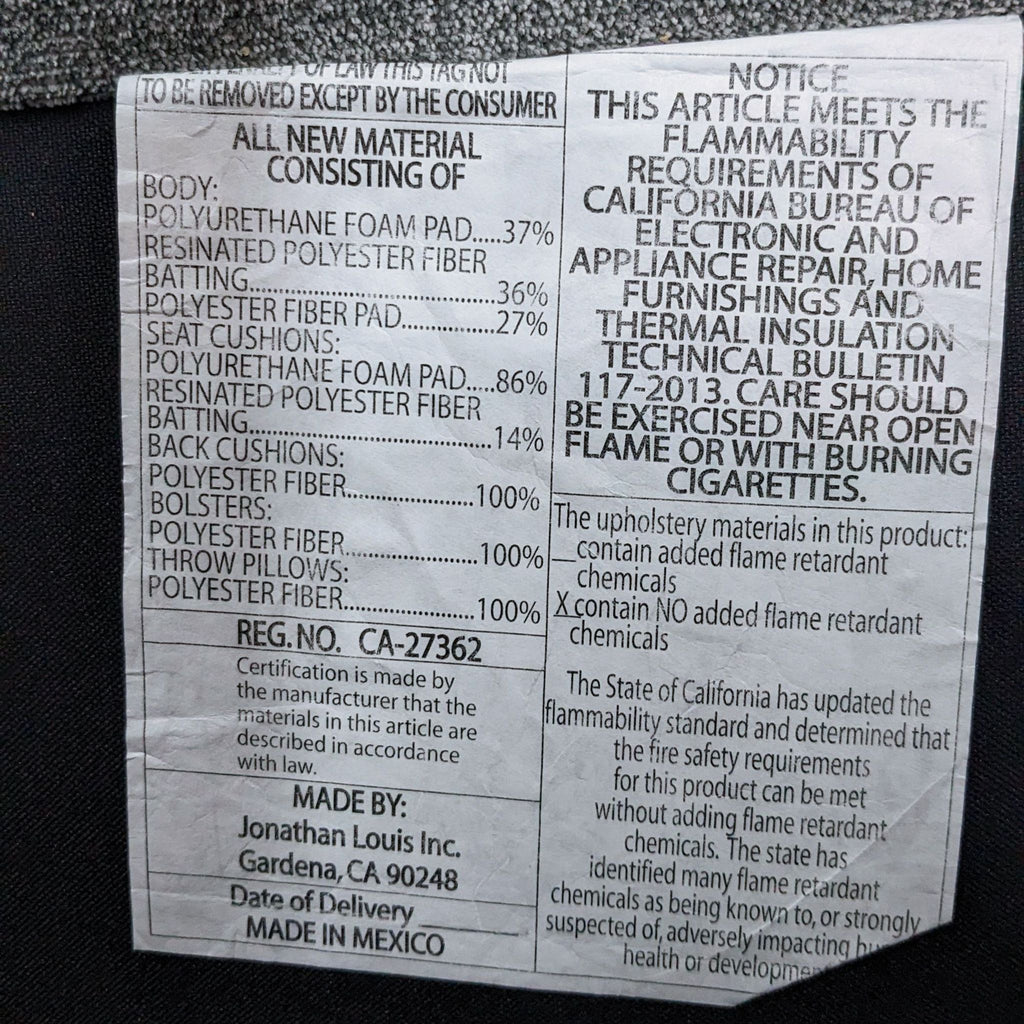 OF LAW THIS TAG NOT
TO BE REMOVED EXCEPT BY THE CONSUMER
ALL NEW MATERIAL
CONSISTING OF
BODY:
POLYURETHANE FOAM PAD.....37%
RESINATED POLYESTER FIBER
BATTING.......................................36%
POLYESTER FIBER PAD...............27%
SEAT CUSHIONS:
POLYURETHANE FOAM PAD.....86%
RESINATED POLYESTER FIBER
BATTING.......................................14%
BACK CUSHIONS:
POLYESTER FIBER.....................100%
BOLSTERS:
POLYESTER FIBER.....................100%
THROW PILLOWS:
POLYESTER FIBER.....................100%
REG. NO. CA-27362
Certification is made by
the manufacturer that the
materials in this article are
described in accordance
with law.
MADE BY:
Jonathan Louis Inc.
Gardena, CA 90248
Date of Delivery
MADE IN MEXICO
NOTICE
THIS ARTICLE MEETS THE
FLAMMABILITY
REQUIREMENTS OF
CALIFORNIA BUREAU OF
ELECTRONIC AND
APPLIANCE REPAIR, HOME
FURNISHINGS AND
THERMAL INSULATION
TECHNICAL BULLETIN
117-2013. CARE SHOULD
BE EXERCISED NEAR OPEN
FLAME OR WITH BURNING
CIGARETTES.
The upholstery materials in this product:
__contain added flame retardant
chemicals
X contain NO added flame retardant
chemicals
The State of California has updated the
flammability standard and determined that
the fire safety requirements
for this product can be met
without adding flame retardant
chemicals. The state has
identified many flame retardant
chemicals as being known to, or strongly
suspected of, adversely impacting
health or